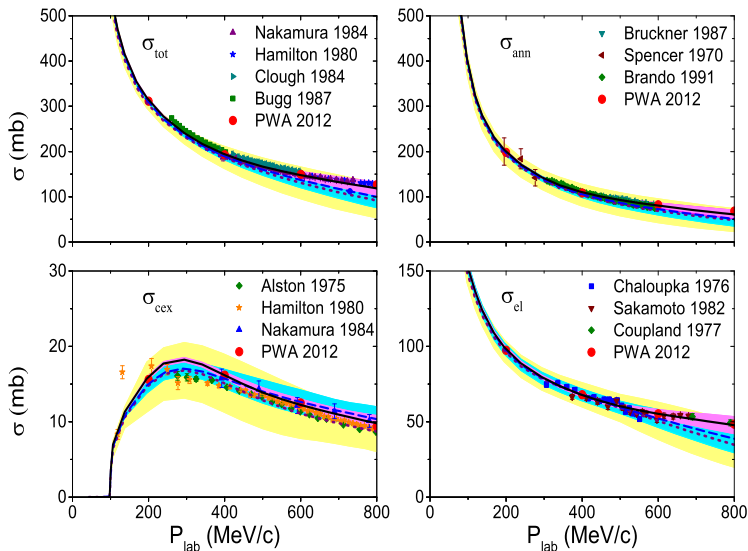 500
400
300
200
100
0
σ (mb)
σtot
Nakamura 1984
Hamilton 1980
Clough 1984
Bugg 1987
PWA 2012
500
400
300
200
100
0
σann
Bruckner 1987
Spencer 1970
Brando 1991
PWA 2012
30
20
10
0
σ (mb)
σcex
Alston 1975
Hamilton 1980
Nakamura 1984
PWA 2012
0 200 400 600 800
Plab (MeV/c)
150
100
50
0
σel
Chaloupka 1976
Sakamoto 1982
Coupland 1977
PWA 2012
0 200 400 600 800
Plab (MeV/c)